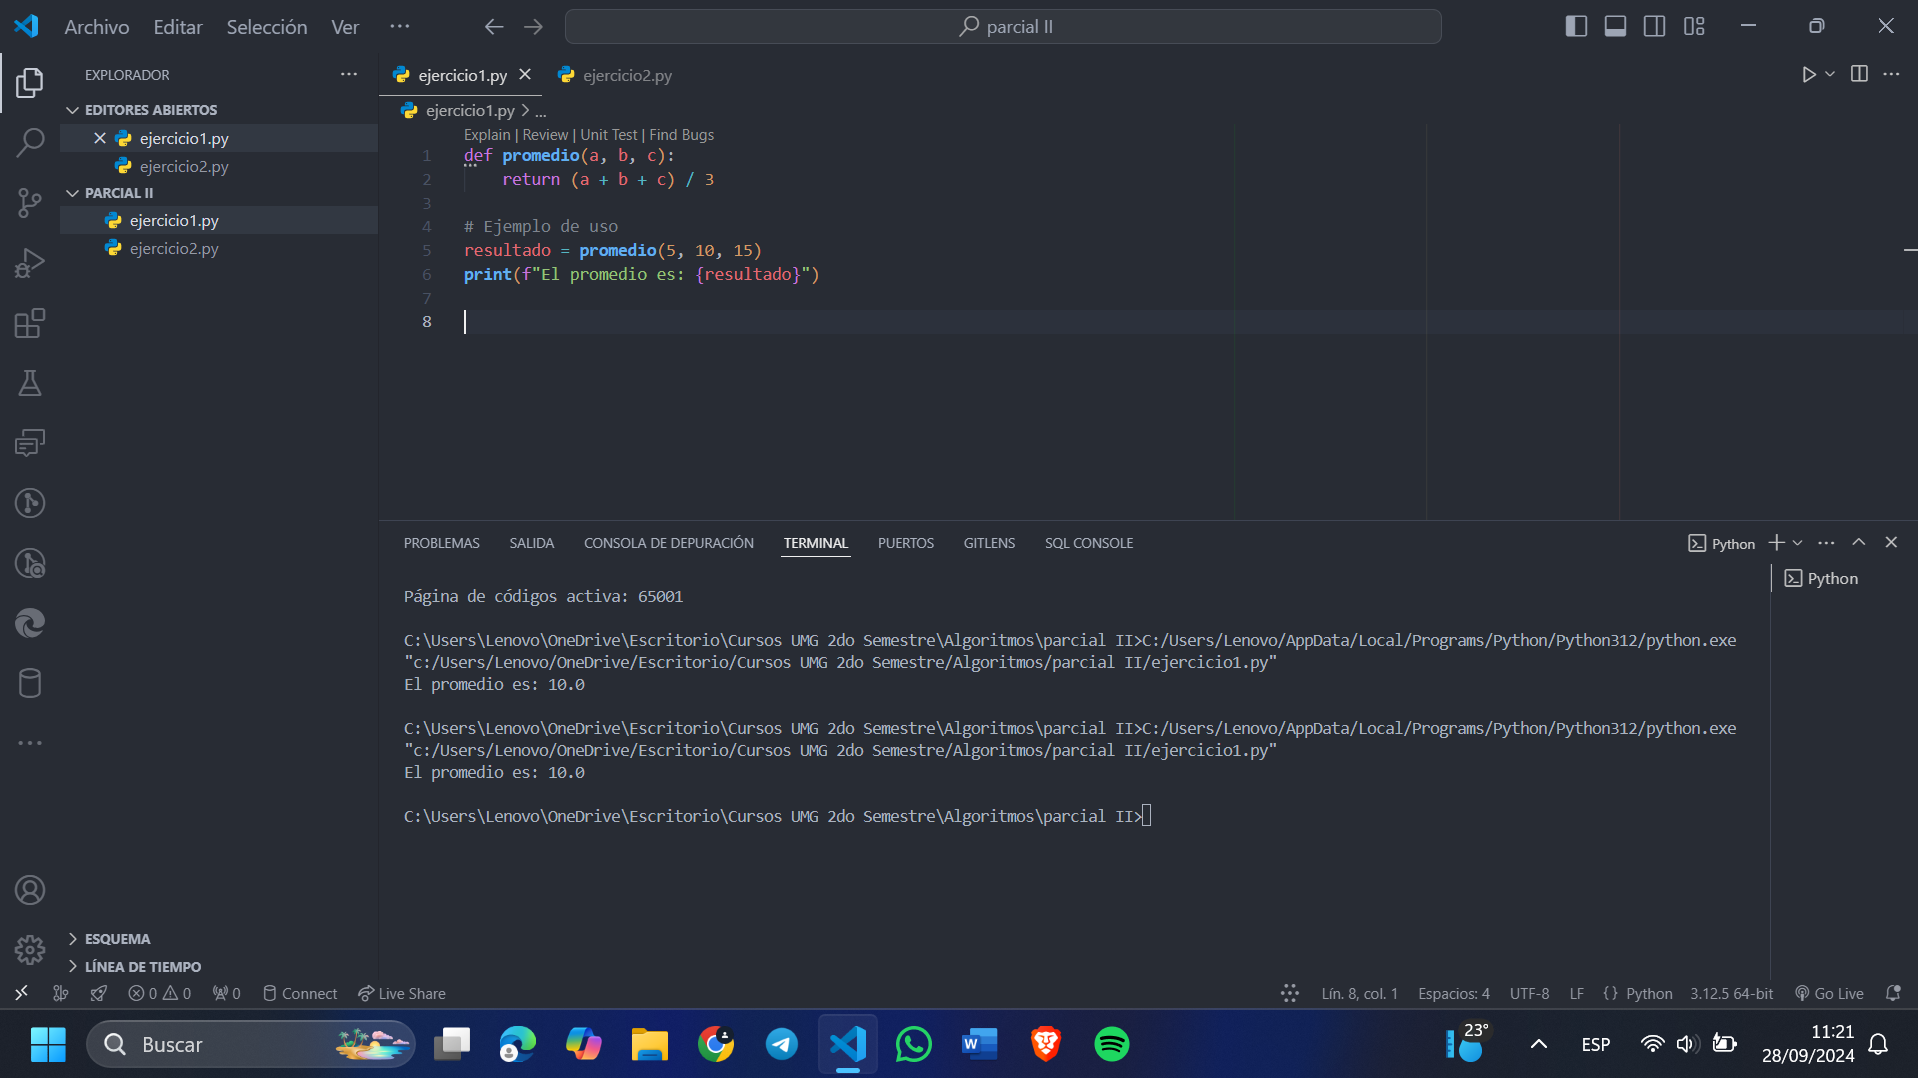 Archivo Editar Selección Ver ···
parcial II
EXPLORADOR
EDITORES ABIERTOS
ejercicio1.py
ejercicio2.py
PARCIAL II
ejercicio1.py
ejercicio2.py
ESQUEMA
LÍNEA DE TIEMPO
ejercicio1.py ejercicio2.py
ejercicio1.py > ...
Explain | Review | Unit Test | Find Bugs
1 def promedio(a, b, c):
2 return (a + b + c) / 3
3
4 # Ejemplo de uso
5 resultado = promedio(5, 10, 15)
6 print(f"El promedio es: {resultado}")
7
8
PROBLEMAS SALIDA CONSOLA DE DEPURACIÓN TERMINAL PUERTOS GITLENS SQL CONSOLE
Python
Python
Página de códigos activa: 65001
C:\Users\Lenovo\OneDrive\Escritorio\Cursos UMG 2do Semestre\Algoritmos\parcial II>C:/Users/Lenovo/AppData/Local/Programs/Python/Python312/python.exe
"c:/Users/Lenovo/OneDrive/Escritorio/Cursos UMG 2do Semestre/Algoritmos/parcial II/ejercicio1.py"
El promedio es: 10.0
C:\Users\Lenovo\OneDrive\Escritorio\Cursos UMG 2do Semestre\Algoritmos\parcial II>C:/Users/Lenovo/AppData/Local/Programs/Python/Python312/python.exe
"c:/Users/Lenovo/OneDrive/Escritorio/Cursos UMG 2do Semestre/Algoritmos/parcial II/ejercicio1.py"
El promedio es: 10.0
C:\Users\Lenovo\OneDrive\Escritorio\Cursos UMG 2do Semestre\Algoritmos\parcial II>
0 0 0 Connect Live Share Lín. 8, col. 1 Espacios: 4 UTF-8 LF {} Python 3.12.5 64-bit Go Live
Buscar
W
23°
ESP
11:21
28/09/2024